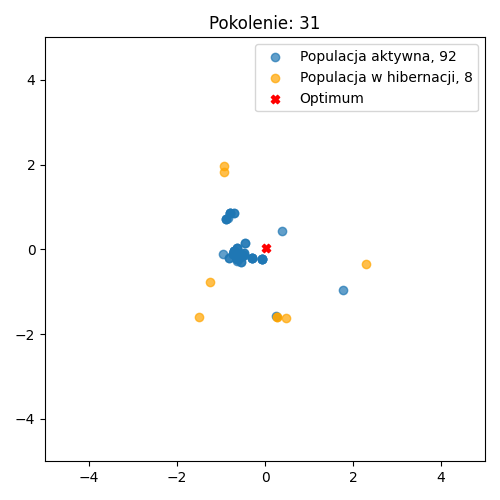 Pokolenie: 31
Populacja aktywna, 92
Populacja w hibernacji, 8
Optimum
4
2
0
−2
−4
−4
−2
0
2
4